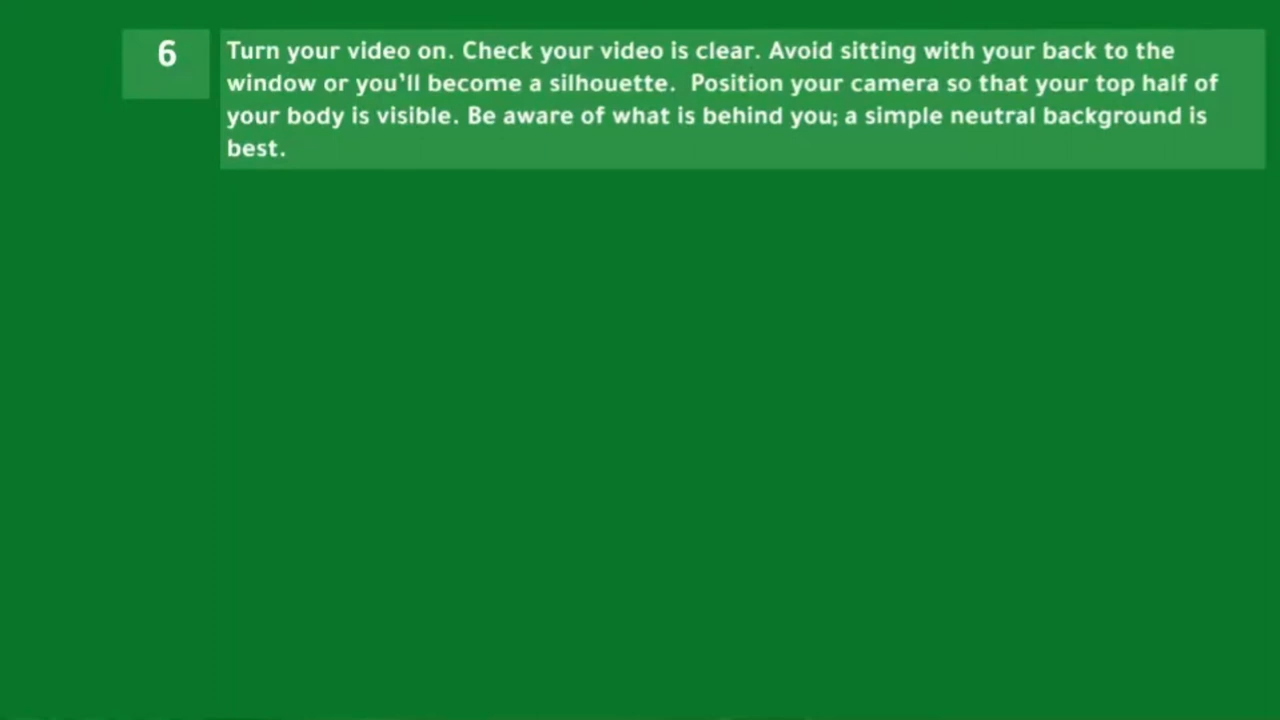 6
Turn your video on. Check your video is clear. Avoid sitting with your back to the
window or you'll become a silhouette.  Position your camera so that your top half of
your body is visible. Be aware of what is behind you; a simple neutral background is
best.